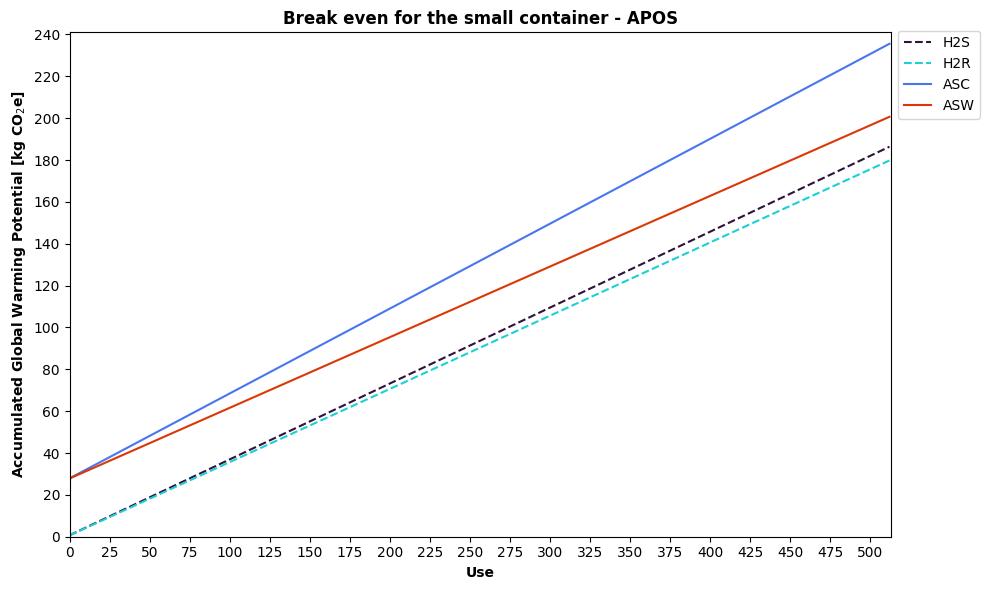 Break even for the small container - APOS
Accumulated Global Warming Potential [kg CO₂e]
240
220
200
180
160
140
120
100
80
60
40
20
0
0 25 50 75 100 125 150 175 200 225 250 275 300 325 350 375 400 425 450 475 500
Use
H2S
H2R
ASC
ASW